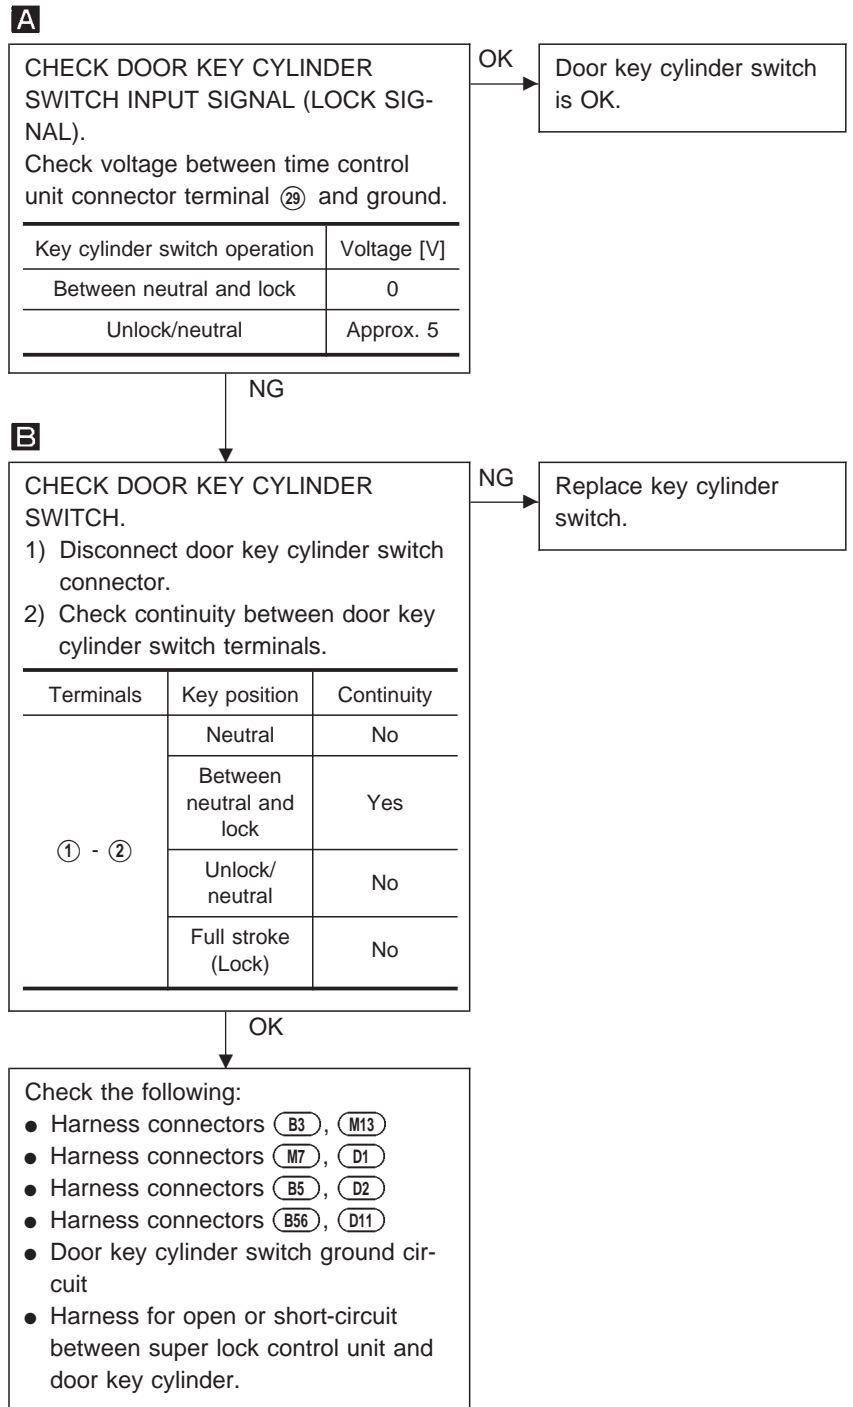 A
CHECK DOOR KEY CYLINDER
SWITCH INPUT SIGNAL (LOCK SIG-
NAL).
Check voltage between time control
unit connector terminal 29 and ground.
Key cylinder switch operation Voltage [V]
Between neutral and lock 0
Unlock/neutral Approx. 5
OK
Door key cylinder switch
is OK.
NG
B
CHECK DOOR KEY CYLINDER
SWITCH.
1) Disconnect door key cylinder switch
connector.
2) Check continuity between door key
cylinder switch terminals.
Terminals Key position Continuity
① - ②
Neutral No
Between
neutral and
lock
Yes
Unlock/
neutral
No
Full stroke
(Lock)
No
NG
Replace key cylinder
switch.
OK
Check the following:
● Harness connectors B3, M13
● Harness connectors M7, D1
● Harness connectors B5, D2
● Harness connectors B56, D11
● Door key cylinder switch ground cir-
cuit
● Harness for open or short-circuit
between super lock control unit and
door key cylinder.